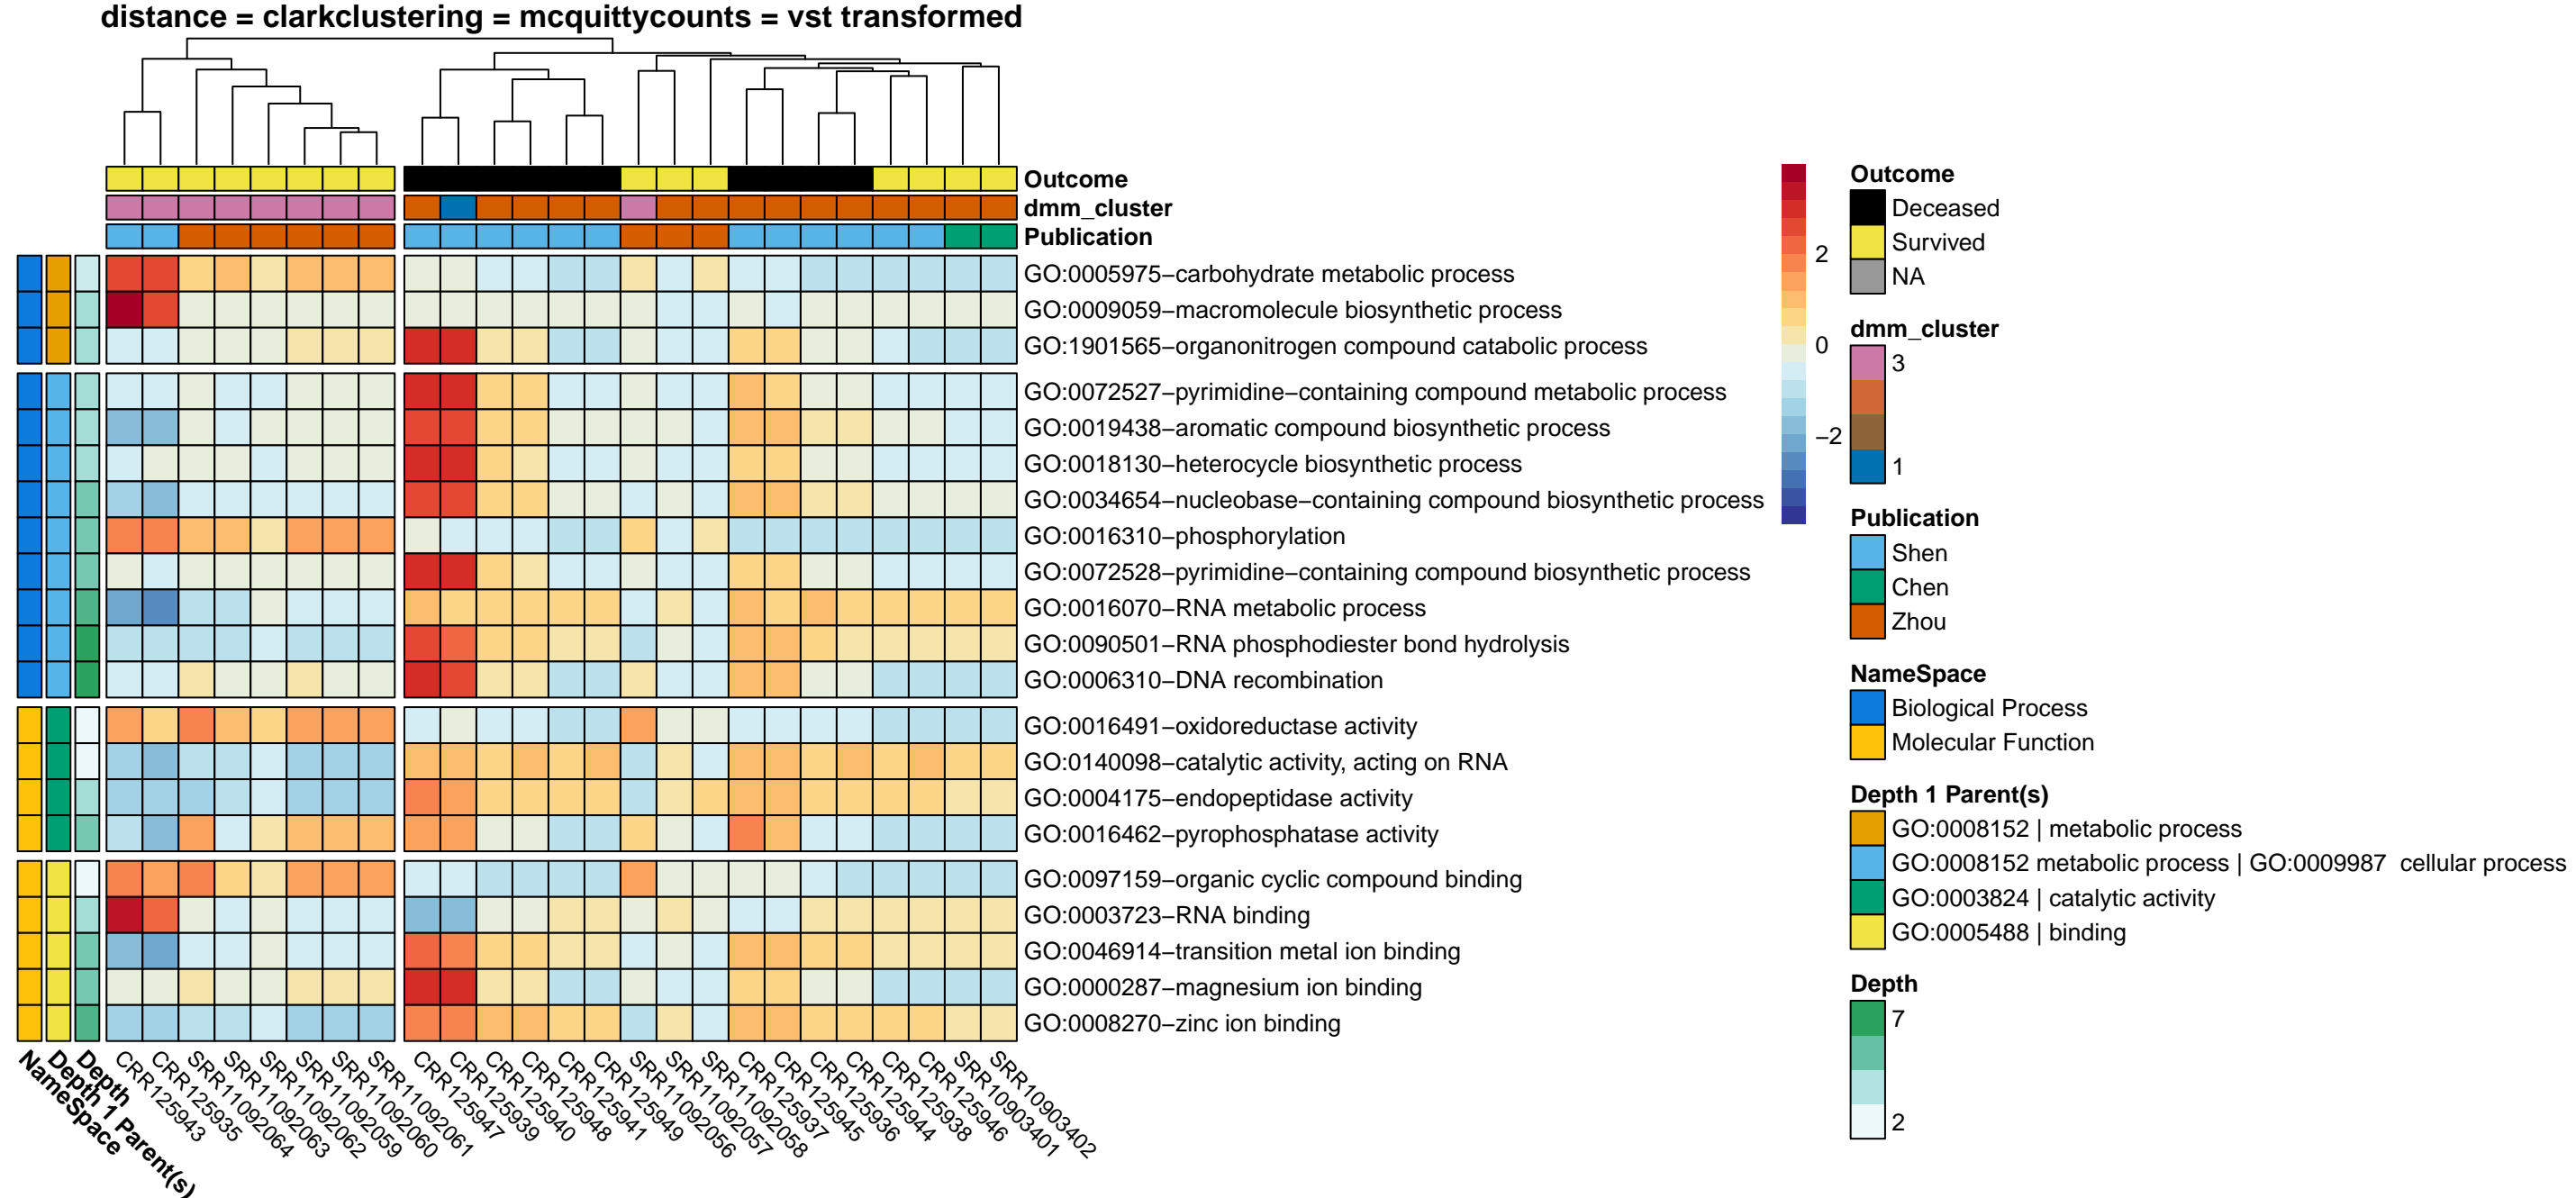 distance = clarkclustering = mcquittycounts = vst transformed
Outcome
dmm_cluster
Publication
GO:0005975−carbohydrate metabolic process
GO:0009059−macromolecule biosynthetic process
GO:1901565−organonitrogen compound catabolic process
GO:0072527−pyrimidine−containing compound metabolic process
GO:0019438−aromatic compound biosynthetic process
GO:0018130−heterocycle biosynthetic process
GO:0034654−nucleobase−containing compound biosynthetic process
GO:0016310−phosphorylation
GO:0072528−pyrimidine−containing compound biosynthetic process
GO:0016070−RNA metabolic process
GO:0090501−RNA phosphodiester bond hydrolysis
GO:0006310−DNA recombination
GO:0016491−oxidoreductase activity
GO:0140098−catalytic activity, acting on RNA
GO:0004175−endopeptidase activity
GO:0016462−pyrophosphatase activity
GO:0097159−organic cyclic compound binding
GO:0003723−RNA binding
GO:0046914−transition metal ion binding
GO:0000287−magnesium ion binding
GO:0008270−zinc ion binding
NameSpace
Depth 1 Parent(s)
Depth
CRR125943
CRR125935
SRR11092064
SRR11092063
SRR11092062
SRR11092059
SRR11092060
SRR11092061
CRR125947
CRR125939
CRR125940
CRR125948
CRR125941
CRR125949
SRR11092056
SRR11092057
SRR11092058
CRR125937
CRR125945
CRR125936
CRR125944
CRR125938
CRR125946
SRR10903401
SRR10903402
2
0
−2
Outcome
Deceased
Survived
NA
dmm_cluster
3
1
Publication
Shen
Chen
Zhou
NameSpace
Biological Process
Molecular Function
Depth 1 Parent(s)
GO:0008152 | metabolic process
GO:0008152 metabolic process | GO:0009987  cellular process
GO:0003824 | catalytic activity
GO:0005488 | binding
Depth
7
2